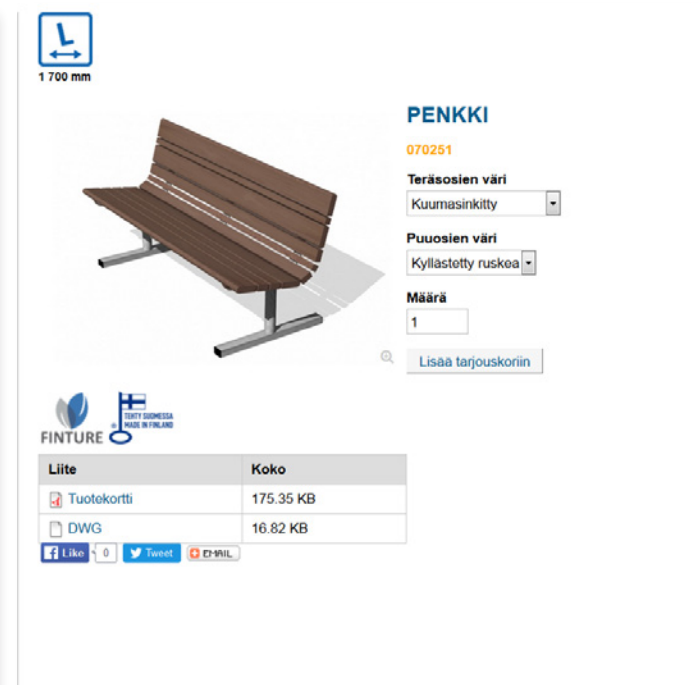 L
1 700 mm
PENKKI
070251
Teräsosien väri
Kuumasinkitty
Puuosien väri
Kyllästetty ruskea
Määrä
1
Lisää tarjouskoriin
FINTURE
TEHTY SUOMESSA
MADE IN FINLAND
Liite Koko
Tuotekortti 175.35 KB
DWG 16.82 KB
Like 0 Tweet EMAIL